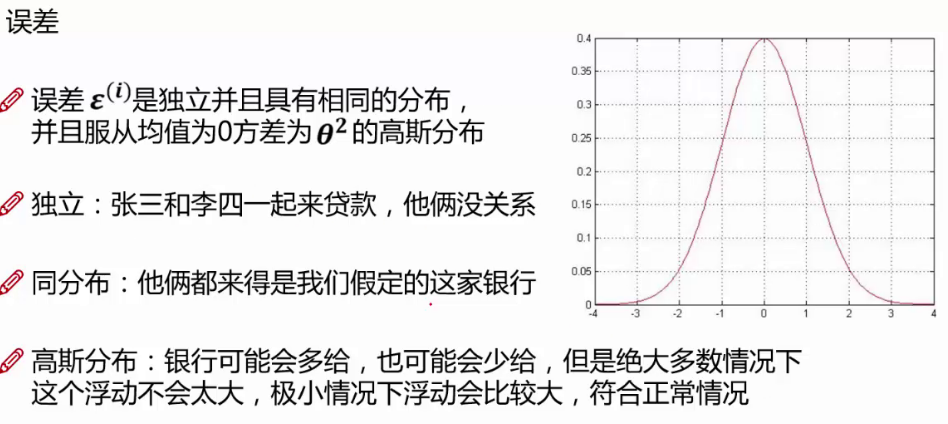 误差
误差 ε⁽ⁱ⁾是独立并且具有相同的分布，
并且服从均值为0方差为θ²的高斯分布
独立：张三和李四一起来贷款，他俩没关系
同分布：他俩都来得是我们假定的这家银行
高斯分布：银行可能会多给，也可能会少给，但是绝大多数情况下
这个浮动不会太大，极小情况下浮动会比较大，符合正常情况
0.4
0.35
0.3
0.25
0.2
0.15
0.1
0.05
0
-4 -3 -2 -1 0 1 2 3 4